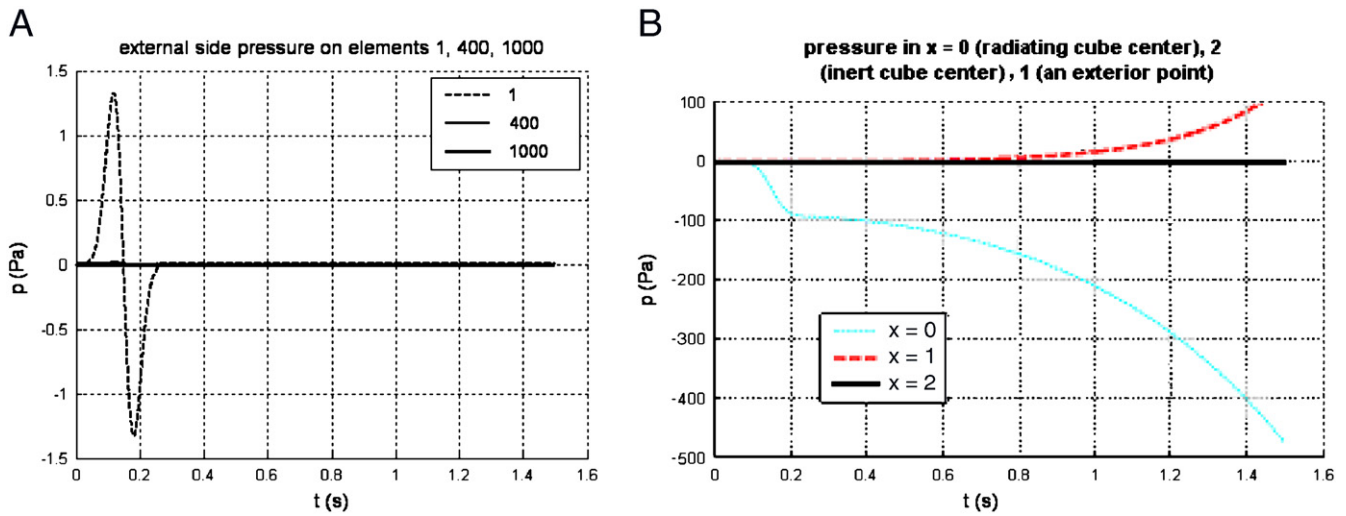 A
external side pressure on elements 1, 400, 1000
1.5
1
0.5
0
-0.5
-1
-1.5
p (Pa)
1
400
1000
0 0.2 0.4 0.6 0.8 1 1.2 1.4 1.6
t (s)
B
pressure in x = 0 (radiating cube center), 2
(inert cube center) , 1 (an exterior point)
100
0
-100
-200
-300
-400
-500
p (Pa)
x = 0
x = 1
x = 2
0 0.2 0.4 0.6 0.8 1 1.2 1.4 1.6
t (s)